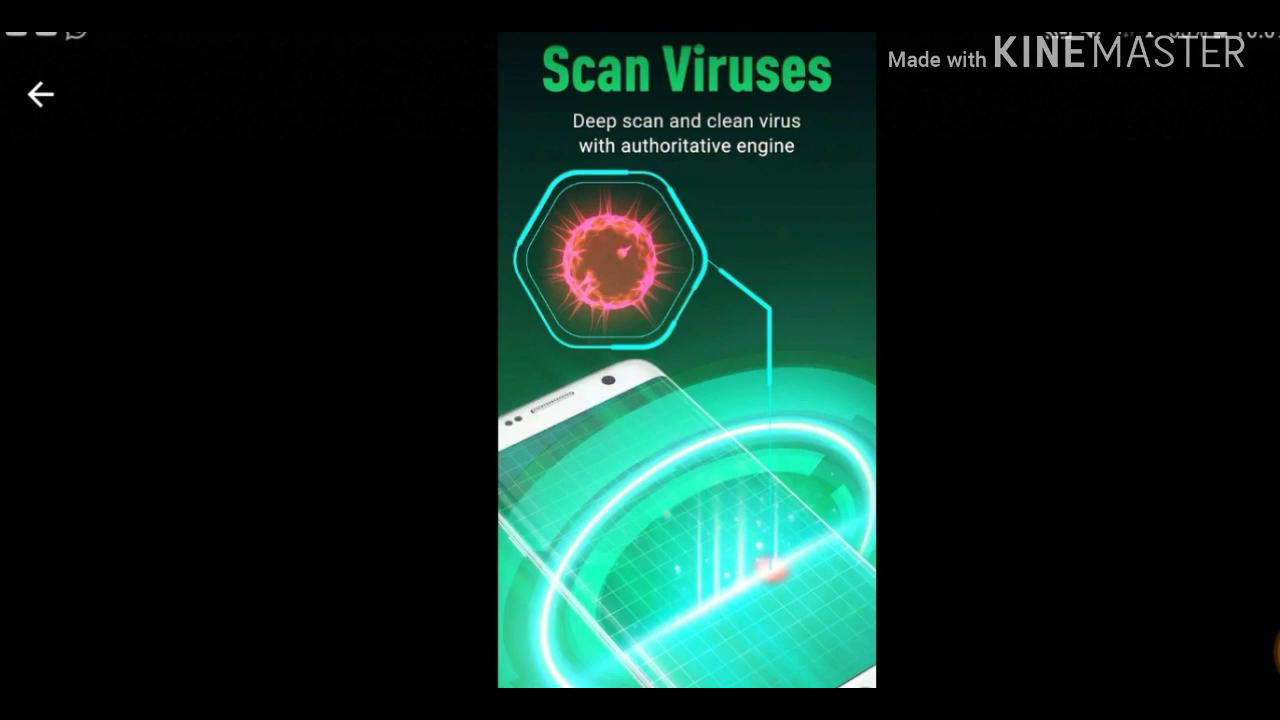 Made with KINEMASTER
Scan Viruses
Deep scan and clean virus
with authoritative engine